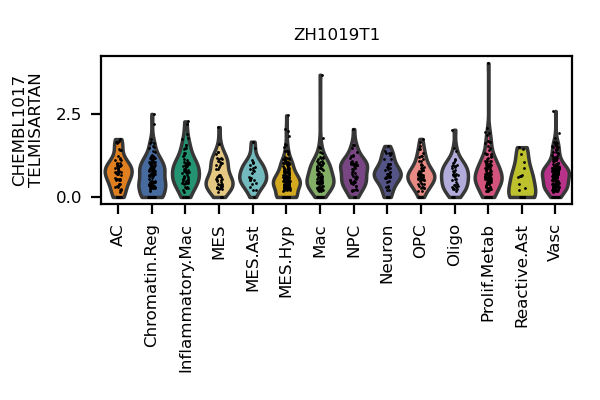 ZH1019T1
CHEMBL1017
TELMISARTAN
2.5
0.0
AC
Chromatin.Reg
Inflammatory.Mac
MES
MES.Ast
MES.Hyp
Mac
NPC
Neuron
OPC
Oligo
Prolif.Metab
Reactive.Ast
Vasc